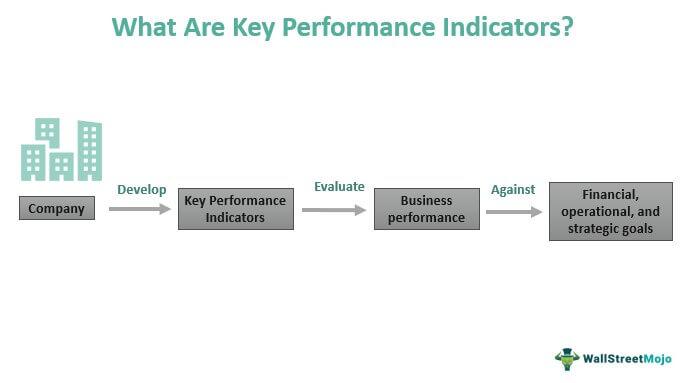 What Are Key Performance Indicators?
Company
Develop
Key Performance
Indicators
Evaluate
Business
performance
Against
Financial,
operational, and
strategic goals
WallStreetMojo